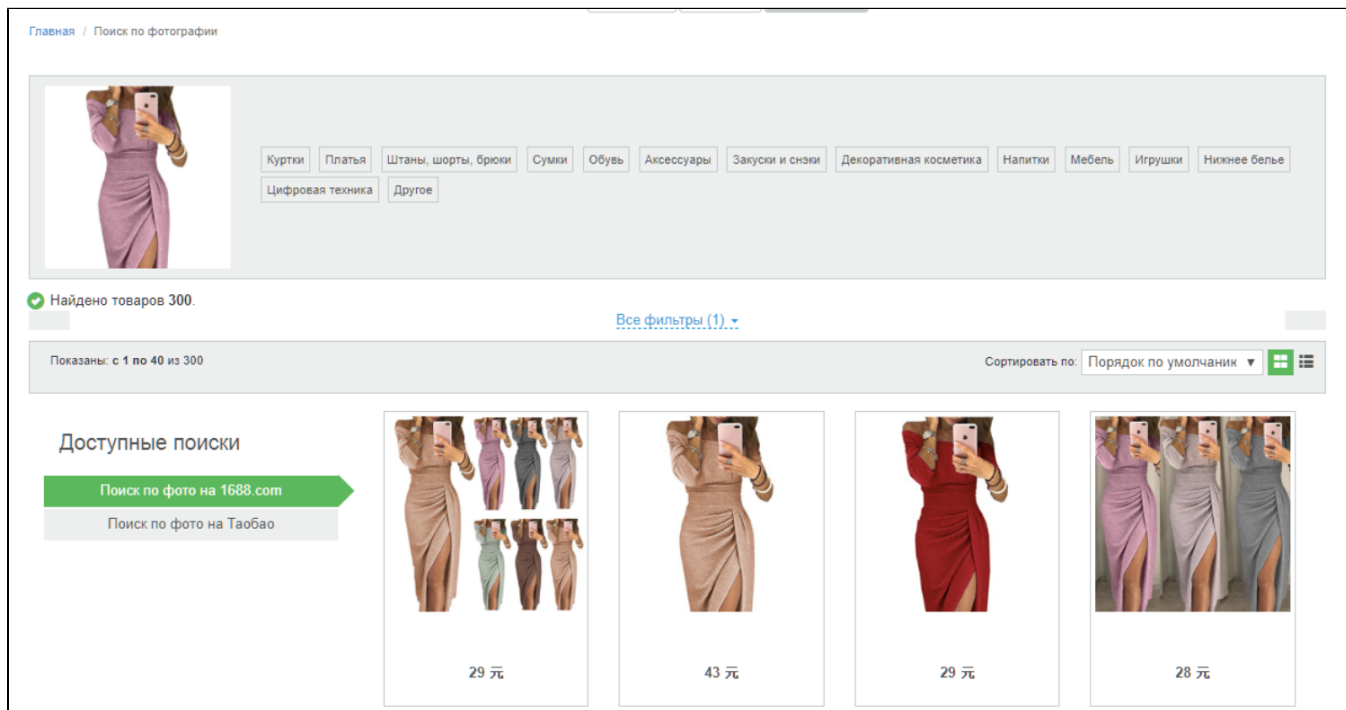 Главная / Поиск по фотографии
Куртки Платья Штаны, шорты, брюки Сумки Обувь Аксессуары Закуски и снэки Декоративная косметика Напитки Мебель Игрушки Нижнее белье
Цифровая техника Другое
Найдено товаров 300.
Все фильтры (1)
Показаны: с 1 по 40 из 300
Сортировать по: Порядок по умолчаник
Доступные поиски
Поиск по фото на 1688.com
Поиск по фото на Таобао
29 元 43 元 29 元 28 元